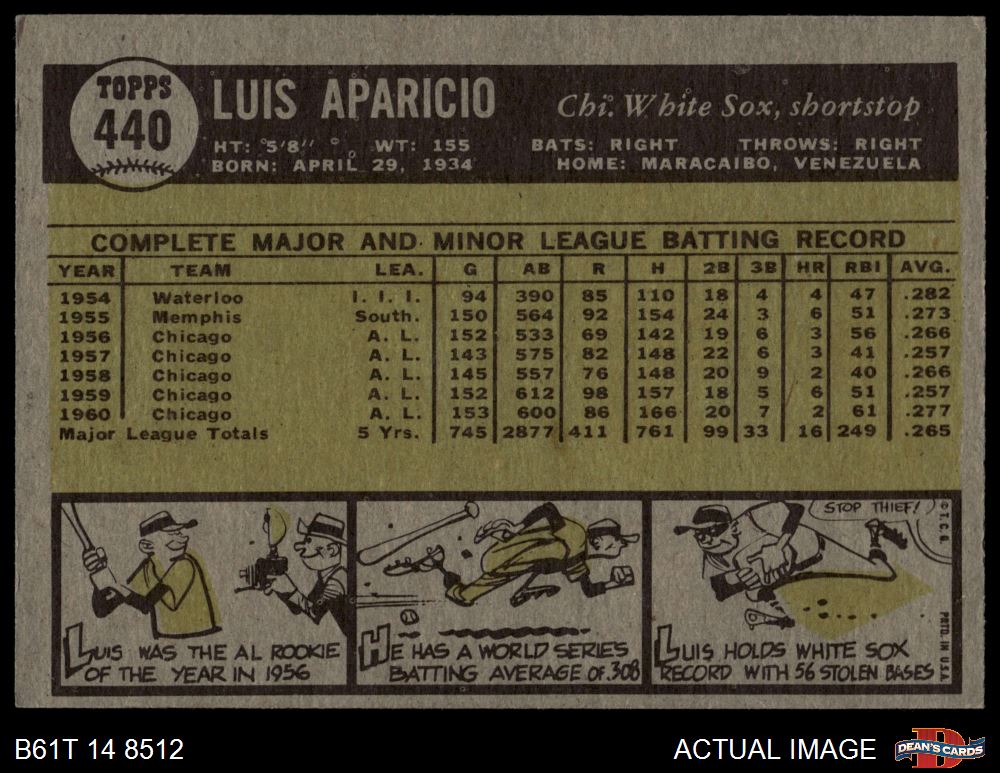 TOPPS
440
LUIS APARICIO
Chi. White Sox, shortstop
HT: 5'8" WT: 155 BATS: RIGHT THROWS: RIGHT
BORN: APRIL 29, 1934 HOME: MARACAIBO, VENEZUELA
COMPLETE MAJOR AND MINOR LEAGUE BATTING RECORD
YEAR TEAM LEA. G AB R H 2B 3B HR RBI AVG.
1954 Waterloo I. I. I. 94 390 85 110 18 4 4 47 .282
1955 Memphis South. 150 564 92 154 24 3 6 51 .273
1956 Chicago A. L. 152 533 69 142 19 6 3 56 .266
1957 Chicago A. L. 143 575 82 148 22 6 3 41 .257
1958 Chicago A. L. 145 557 76 148 20 9 2 40 .266
1959 Chicago A. L. 152 612 98 157 18 5 6 51 .257
1960 Chicago A. L. 153 600 86 166 20 7 2 61 .277
Major League Totals 5 Yrs. 745 2877 411 761 99 33 16 249 .265
LUIS WAS THE AL ROOKIE
OF THE YEAR IN 1956
HE HAS A WORLD SERIES
BATTING AVERAGE OF .308
STOP THIEF!
LUIS HOLDS WHITE SOX
RECORD WITH 56 STOLEN BASES
© T. C. G.
PRTD. IN U.S.A.
B61T 14 8512
ACTUAL IMAGE
DEAN'S CARDS